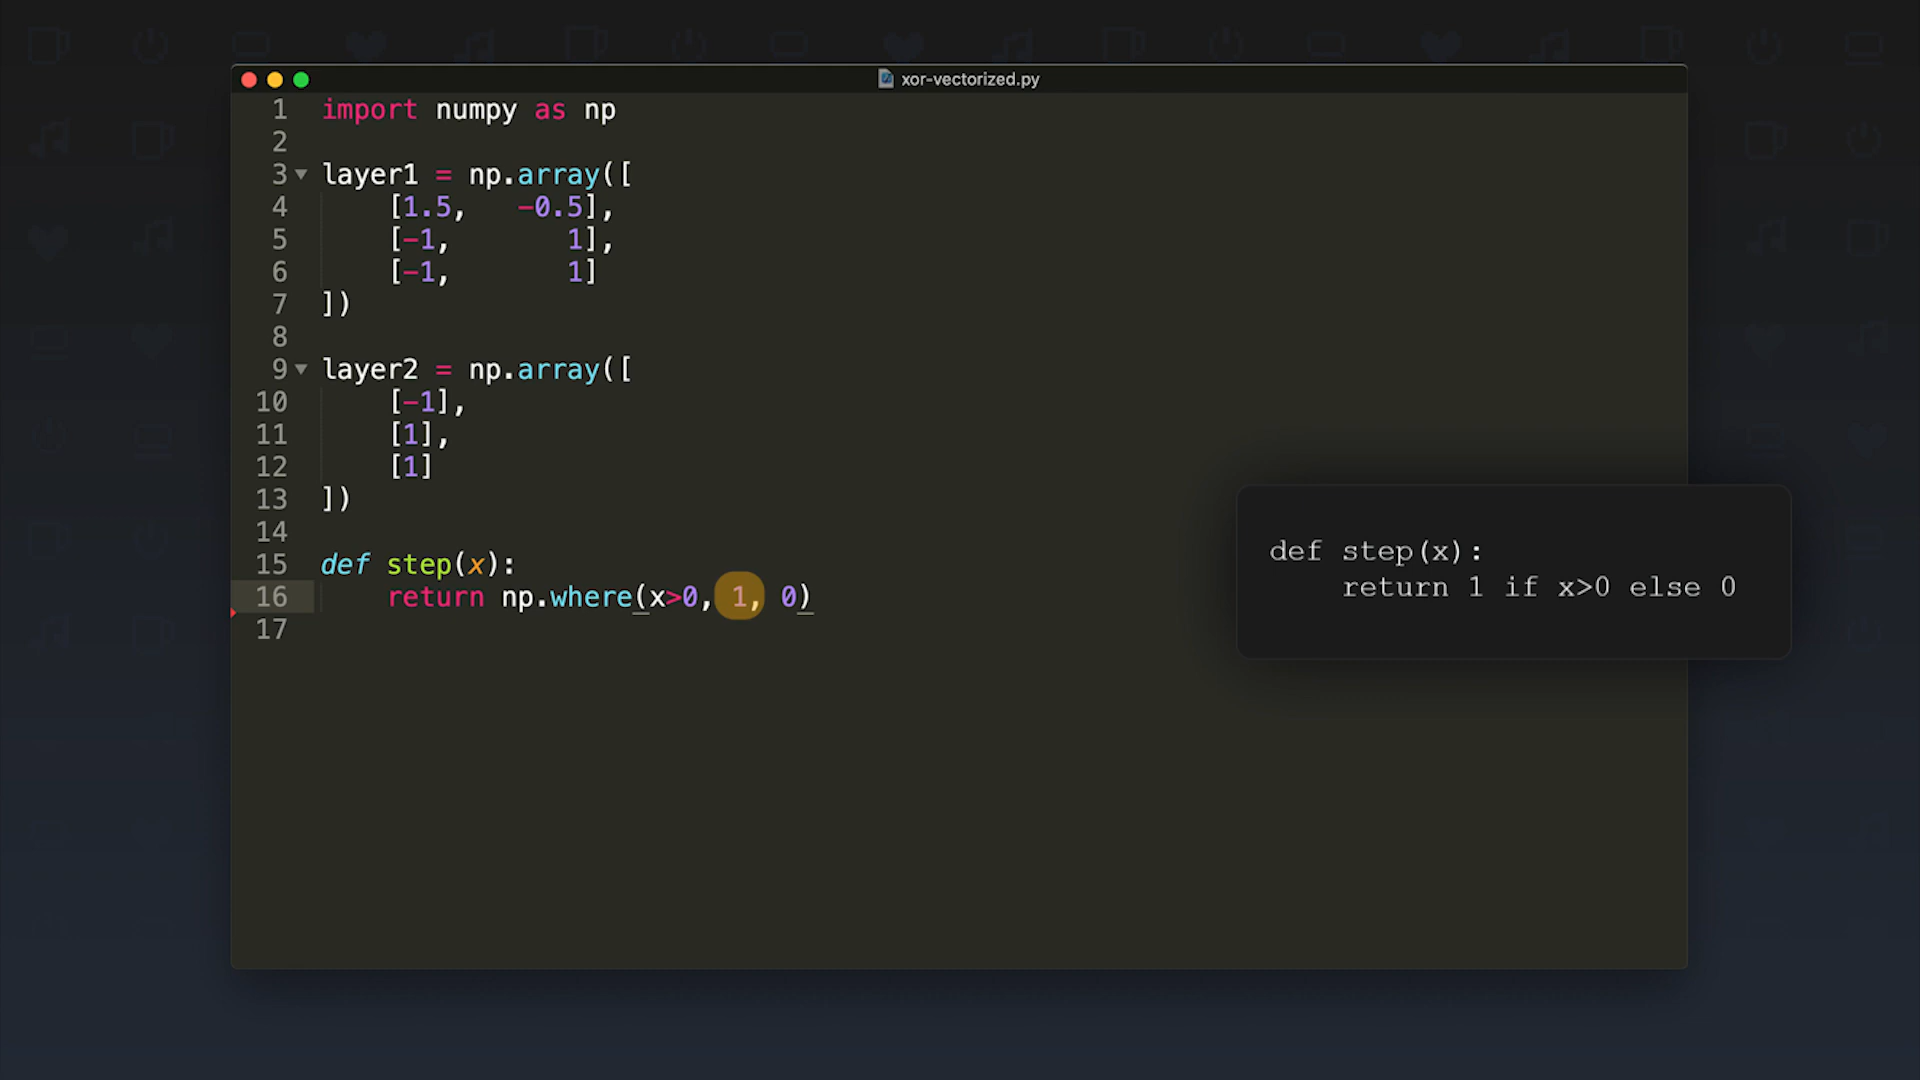 xor-vectorized.py
1 import numpy as np
2
3 layer1 = np.array([
4 [1.5, -0.5],
5 [-1, 1],
6 [-1, 1]
7 ])
8
9 layer2 = np.array([
10 [-1],
11 [1],
12 [1]
13 ])
14
15 def step(x):
16 return np.where(x>0, 1, 0)
17
def step(x):
return 1 if x>0 else 0